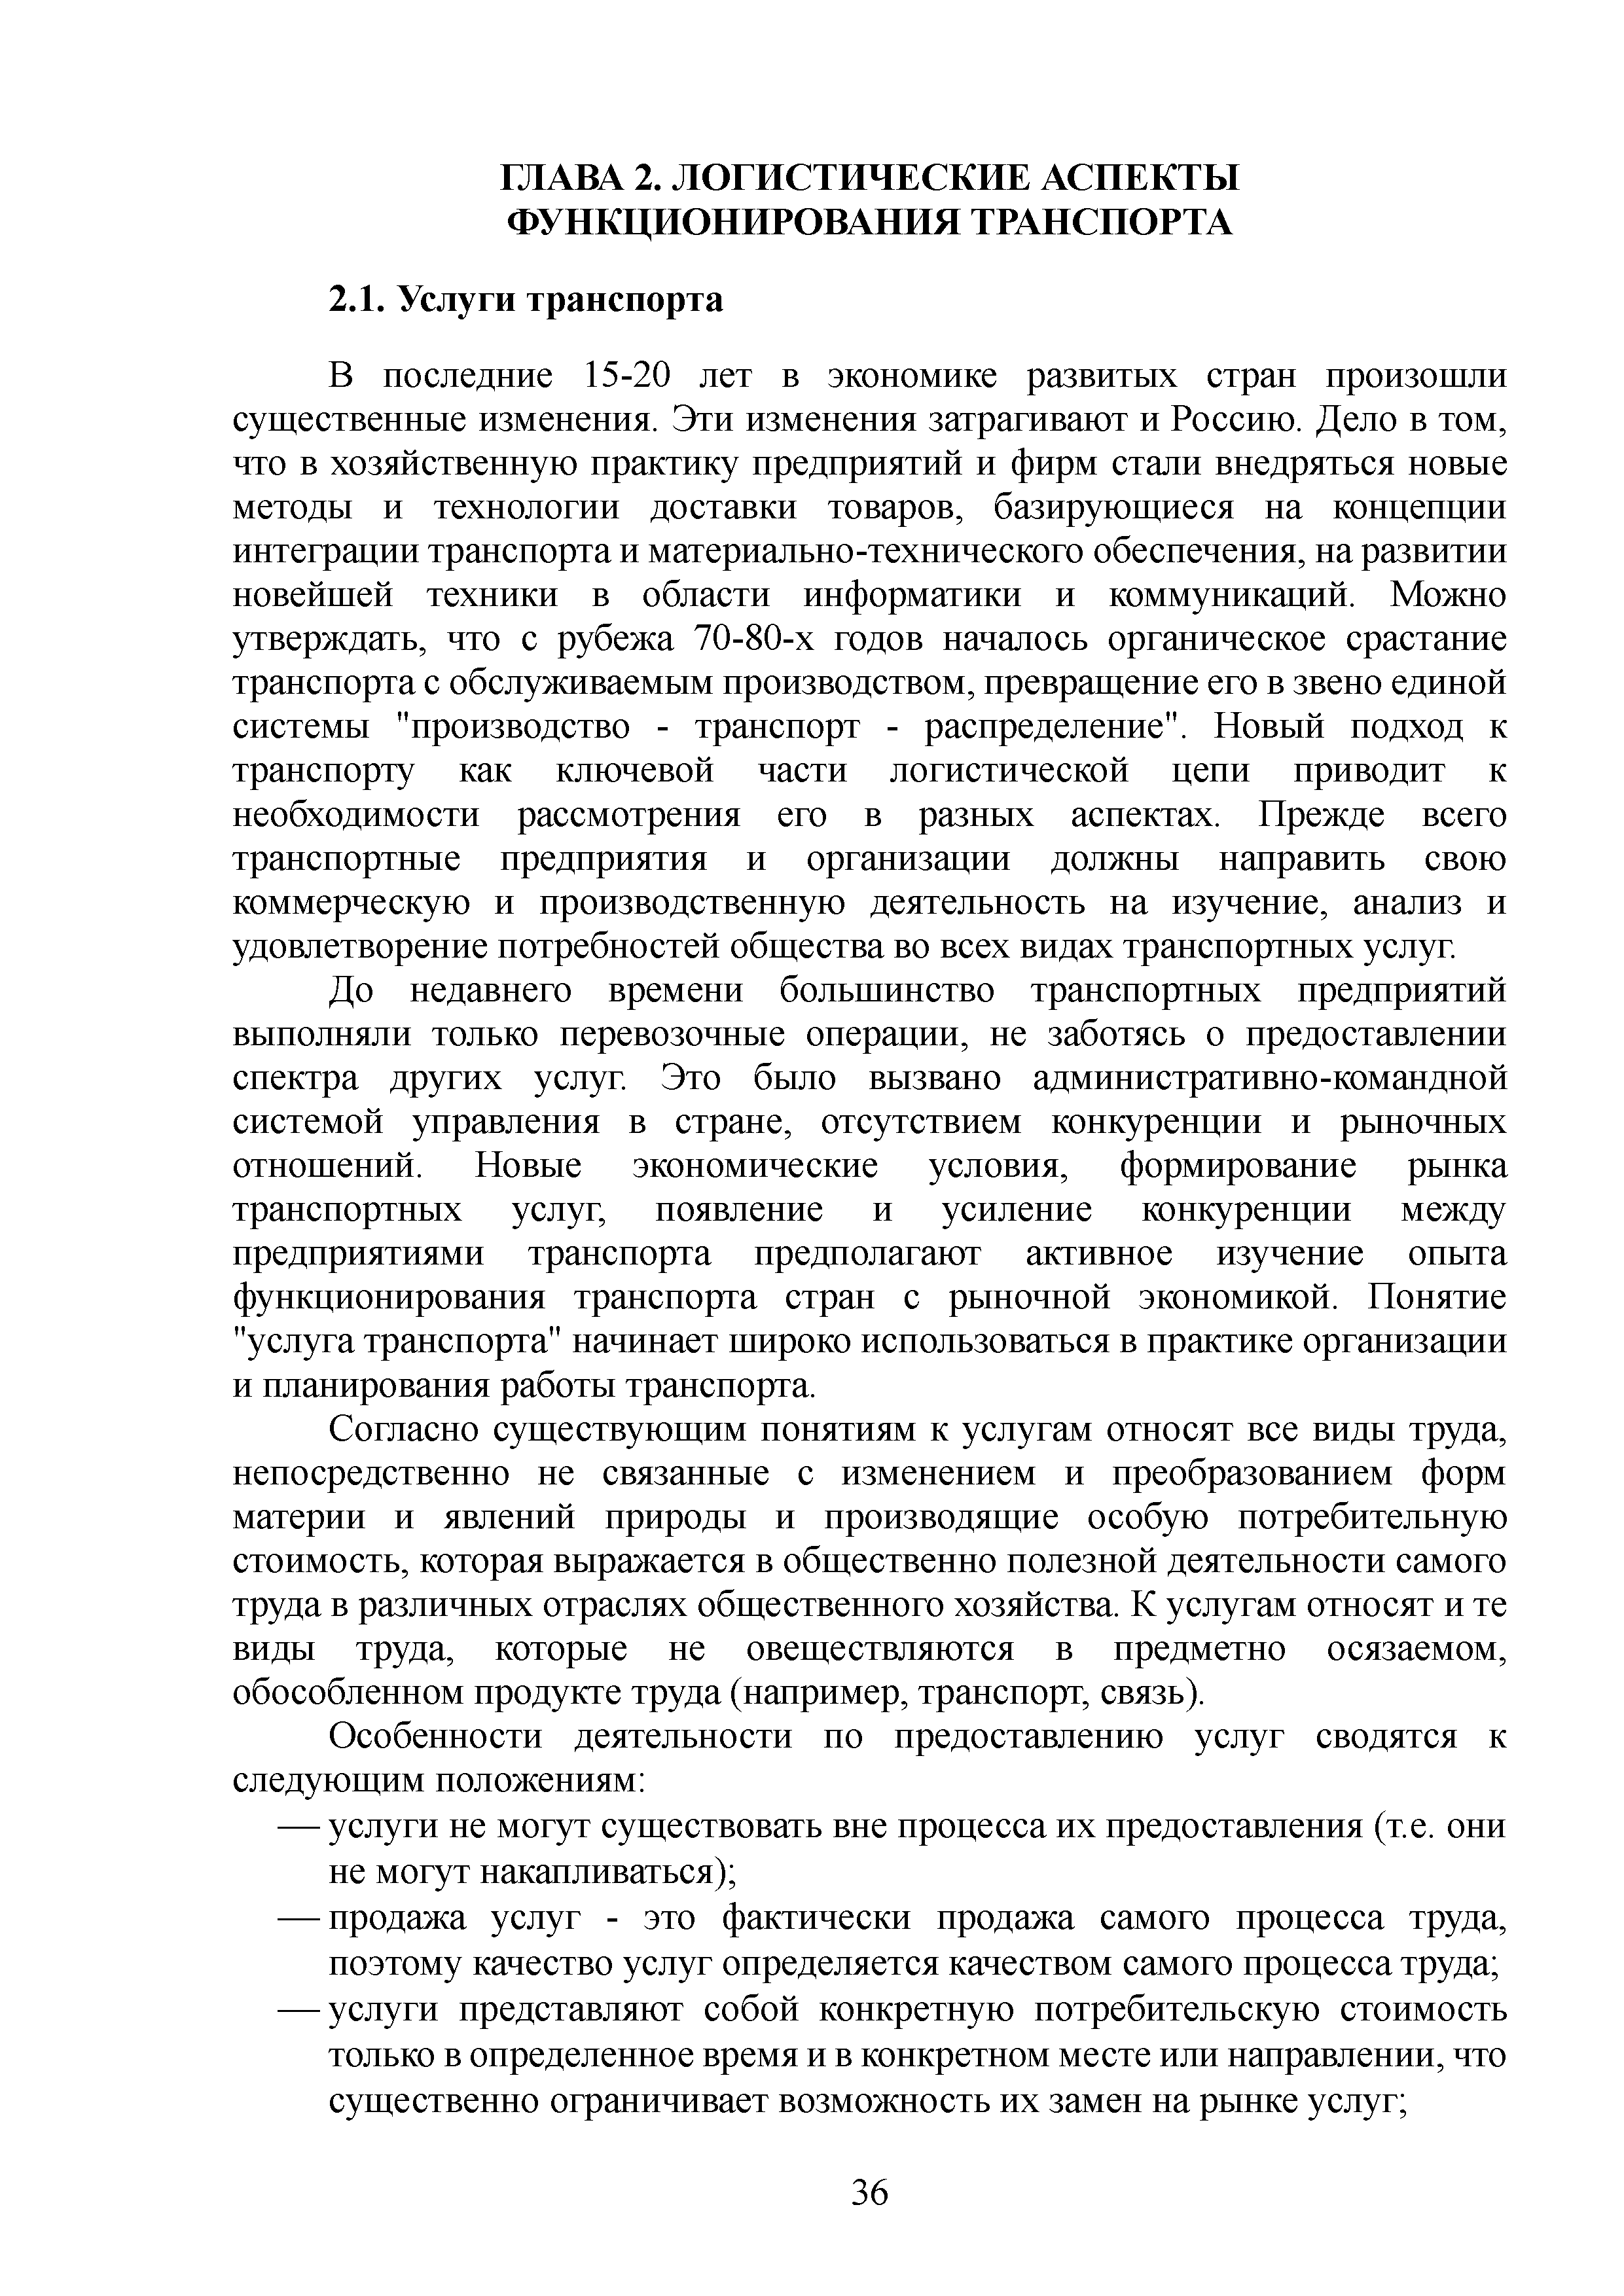 ГЛАВА 2. ЛОГИСТИЧЕСКИЕ АСПЕКТЫ
ФУНКЦИОНИРОВАНИЯ ТРАНСПОРТА
2.1. Услуги транспорта
В последние 15-20 лет в экономике развитых стран произошли
существенные изменения. Эти изменения затрагивают и Россию. Дело в том,
что в хозяйственную практику предприятий и фирм стали внедряться новые
методы и технологии доставки товаров, базирующиеся на концепции
интеграции транспорта и материально-технического обеспечения, на развитии
новейшей техники в области информатики и коммуникаций. Можно
утверждать, что с рубежа 70-80-х годов началось органическое срастание
транспорта с обслуживаемым производством, превращение его в звено единой
системы "производство - транспорт - распределение". Новый подход к
транспорту как ключевой части логистической цепи приводит к
необходимости рассмотрения его в разных аспектах. Прежде всего
транспортные предприятия и организации должны направить свою
коммерческую и производственную деятельность на изучение, анализ и
удовлетворение потребностей общества во всех видах транспортных услуг.
До недавнего времени большинство транспортных предприятий
выполняли только перевозочные операции, не заботясь о предоставлении
спектра других услуг. Это было вызвано административно-командной
системой управления в стране, отсутствием конкуренции и рыночных
отношений. Новые экономические условия, формирование рынка
транспортных услуг, появление и усиление конкуренции между
предприятиями транспорта предполагают активное изучение опыта
функционирования транспорта стран с рыночной экономикой. Понятие
"услуга транспорта" начинает широко использоваться в практике организации
и планирования работы транспорта.
Согласно существующим понятиям к услугам относят все виды труда,
непосредственно не связанные с изменением и преобразованием форм
материи и явлений природы и производящие особую потребительную
стоимость, которая выражается в общественно полезной деятельности самого
труда в различных отраслях общественного хозяйства. К услугам относят и те
виды труда, которые не овеществляются в предметно осязаемом,
обособленном продукте труда (например, транспорт, связь).
Особенности деятельности по предоставлению услуг сводятся к
следующим положениям:
— услуги не могут существовать вне процесса их предоставления (т.е. они
не могут накапливаться);
— продажа услуг - это фактически продажа самого процесса труда,
поэтому качество услуг определяется качеством самого процесса труда;
— услуги представляют собой конкретную потребительскую стоимость
только в определенное время и в конкретном месте или направлении, что
существенно ограничивает возможность их замен на рынке услуг;
36